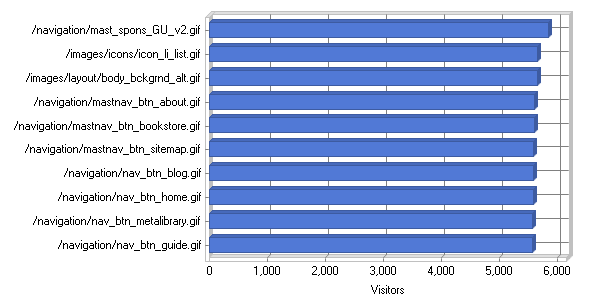 /navigation/mast_spons_GU_v2.gif
/images/icons/icon_li_list.gif
/images/layout/body_bckgrnd_alt.gif
/navigation/mastnav_btn_about.gif
/navigation/mastnav_btn_bookstore.gif
/navigation/mastnav_btn_sitemap.gif
/navigation/nav_btn_blog.gif
/navigation/nav_btn_home.gif
/navigation/nav_btn_metalibrary.gif
/navigation/nav_btn_guide.gif
0 1,000 2,000 3,000 4,000 5,000 6,000
Visitors